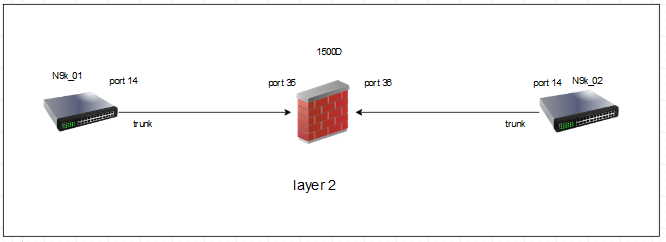 1500D
N9k_01
port 14
port 35
port 36
port 14
N9k_02
trunk
trunk
layer 2